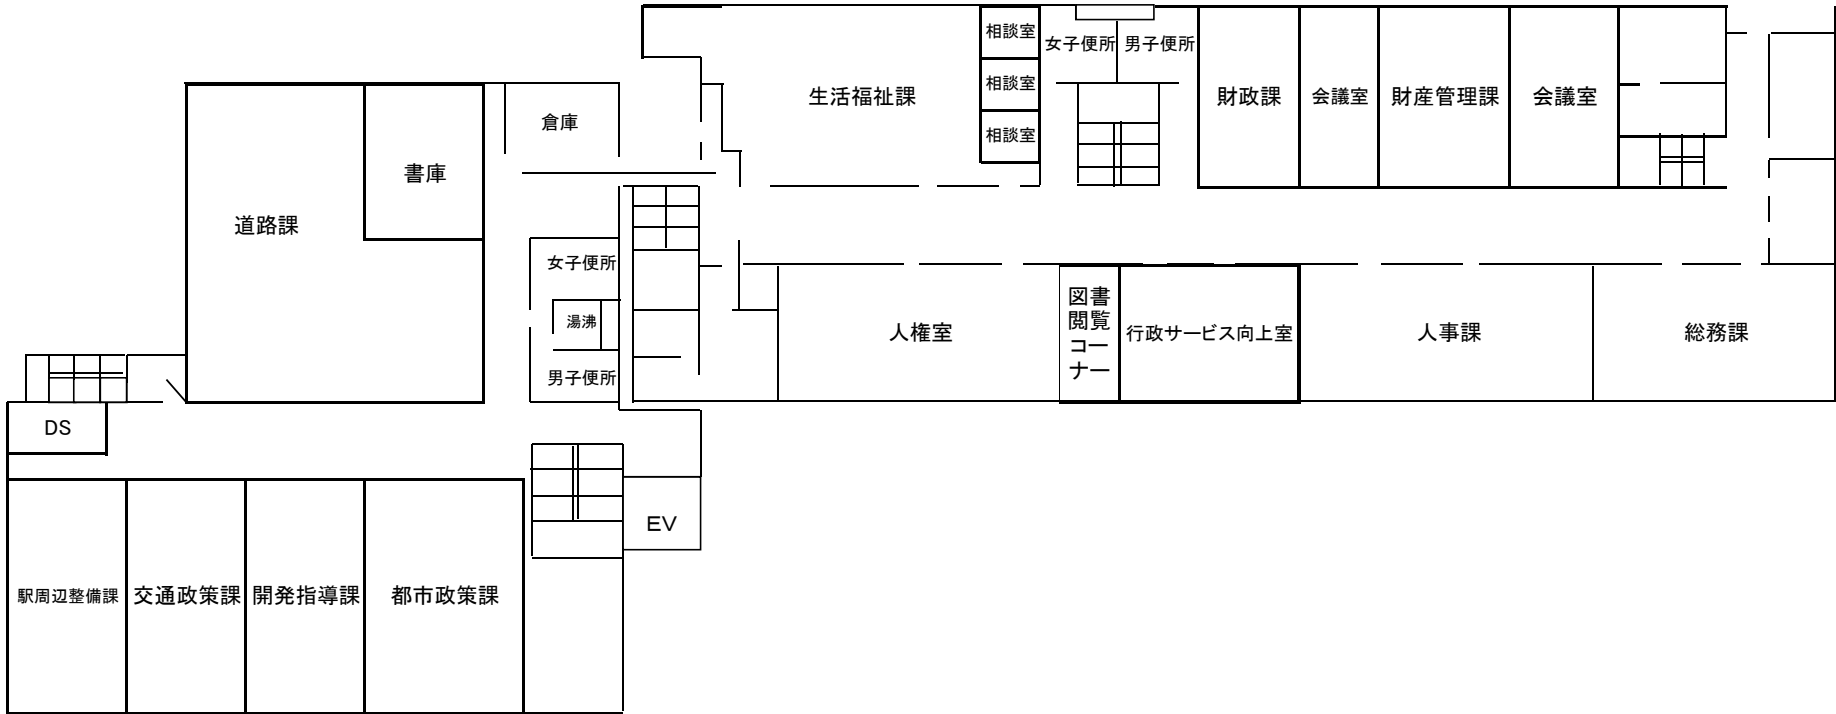 相談室
女子便所
男子便所
相談室
生活福祉課
財政課
会議室
財産管理課
会議室
相談室
倉庫
書庫
道路課
女子便所
湯沸
男子便所
人権室
図書
閲覧
コー
ナー
行政サービス向上室
人事課
総務課
DS
EV
駅周辺整備課
交通政策課
開発指導課
都市政策課